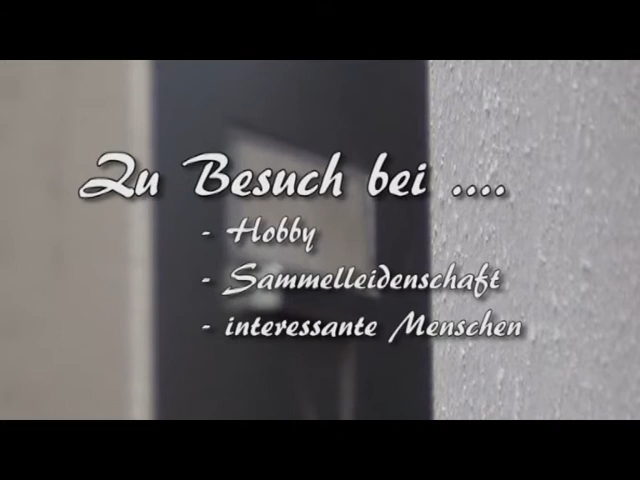 Zu Besuch bei ....
- Hobby
- Sammelleidenschaft
- interessante Menschen